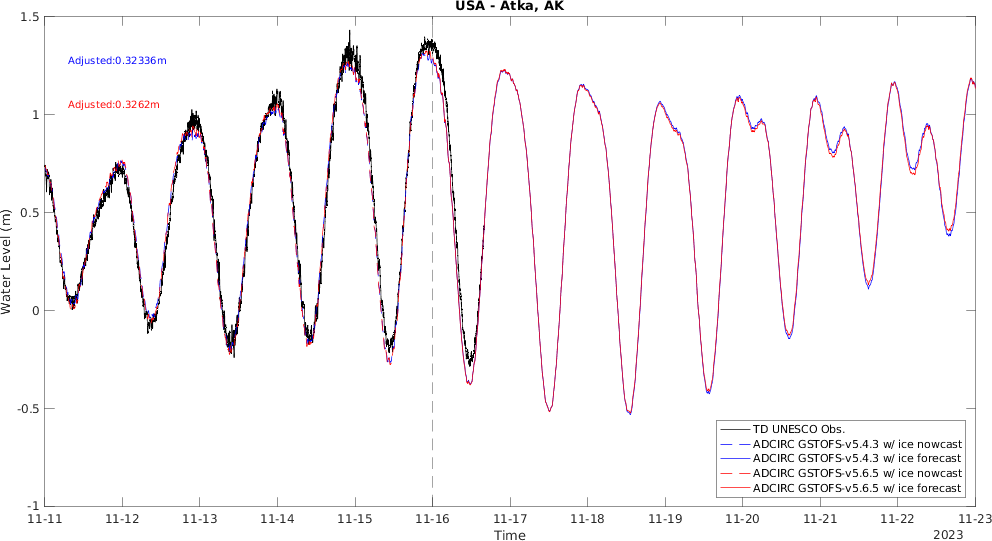 USA - Atka, AK
1.5
1
0.5
0
-0.5
-1
Water Level (m)
Adjusted:0.32336m
Adjusted:0.3262m
TD UNESCO Obs.
ADCIRC GSTOFS-v5.4.3 w/ ice nowcast
ADCIRC GSTOFS-v5.4.3 w/ ice forecast
ADCIRC GSTOFS-v5.6.5 w/ ice nowcast
ADCIRC GSTOFS-v5.6.5 w/ ice forecast
11-11 11-12 11-13 11-14 11-15 11-16 11-17 11-18 11-19 11-20 11-21 11-22 11-23
Time
2023